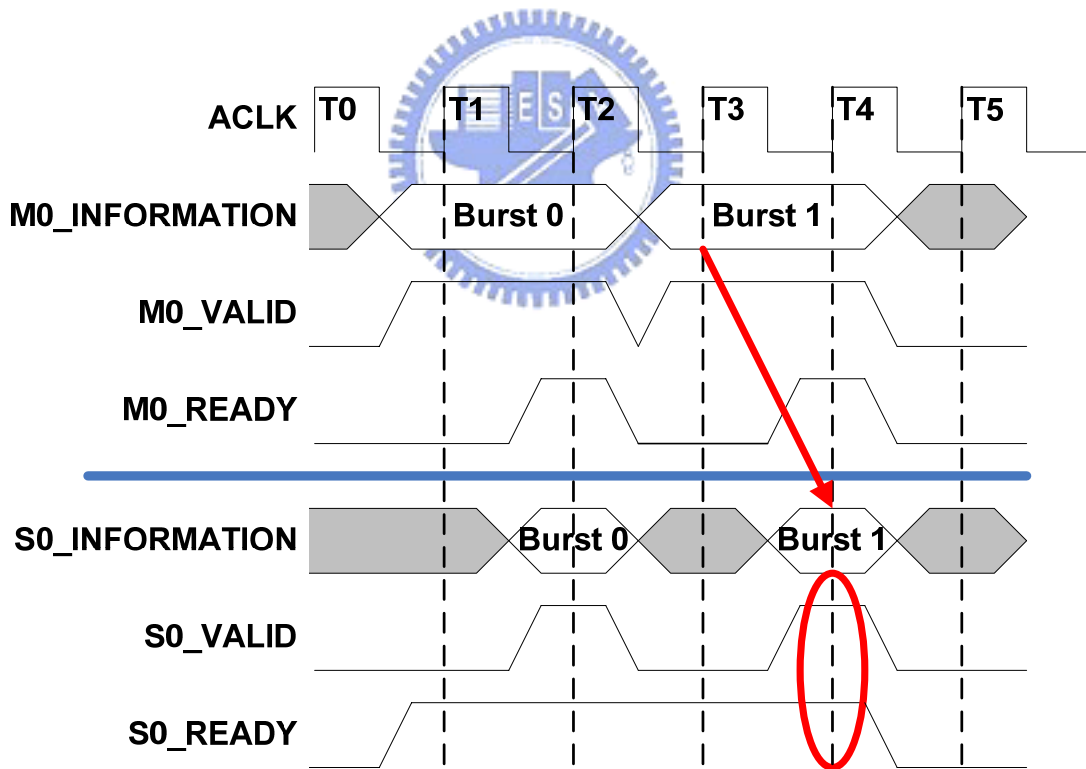 ACLK T0 T1 T2 T3 T4 T5
M0_INFORMATION Burst 0 Burst 1
M0_VALID
M0_READY
S0_INFORMATION Burst 0 Burst 1
S0_VALID
S0_READY